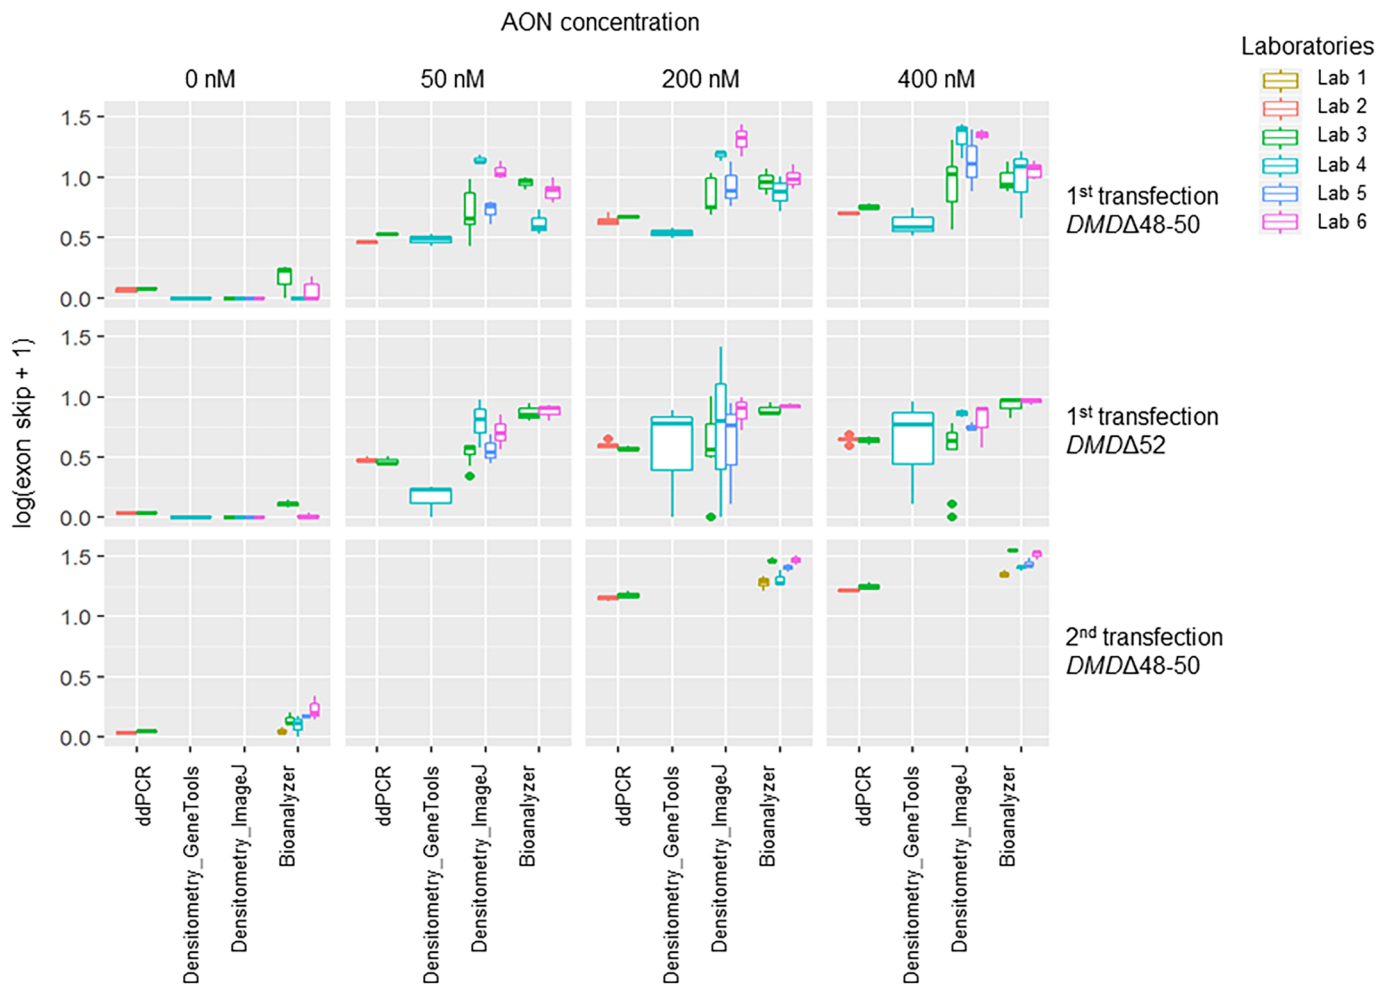 AON concentration
0 nM
50 nM
200 nM
400 nM
Laboratories
Lab 1
Lab 2
Lab 3
Lab 4
Lab 5
Lab 6
log(exon skip + 1)
1.5
1.0
0.5
0.0
1st transfection
DMDΔ48-50
1.5
1.0
0.5
0.0
1st transfection
DMDΔ52
1.5
1.0
0.5
0.0
2nd transfection
DMDΔ48-50
ddPCR
Densitometry_GeneTools
Densitometry_ImageJ
Bioanalyzer
ddPCR
Densitometry_GeneTools
Densitometry_ImageJ
Bioanalyzer
ddPCR
Densitometry_GeneTools
Densitometry_ImageJ
Bioanalyzer
ddPCR
Densitometry_GeneTools
Densitometry_ImageJ
Bioanalyzer